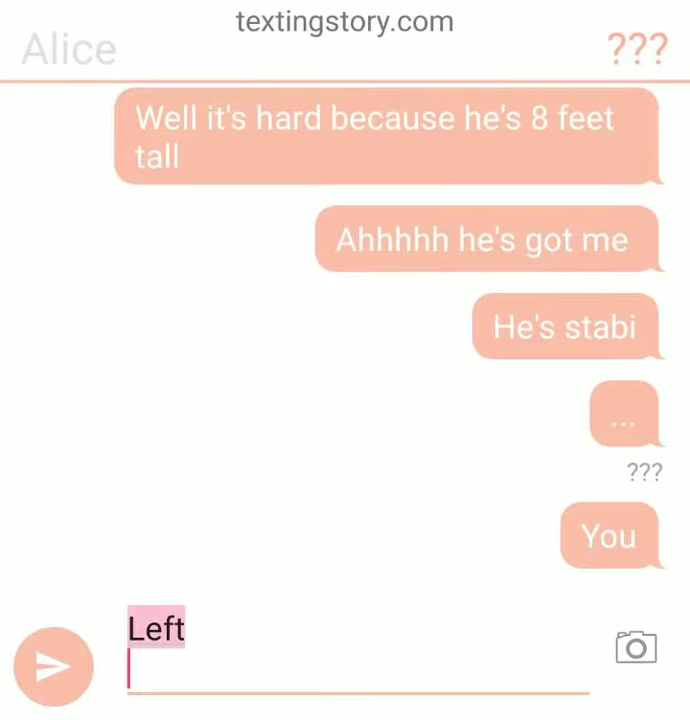 textingstory.com
Alice
???
Well it's hard because he's 8 feet
tall
Ahhhhh he's got me
He's stabi
...
???
You
Left